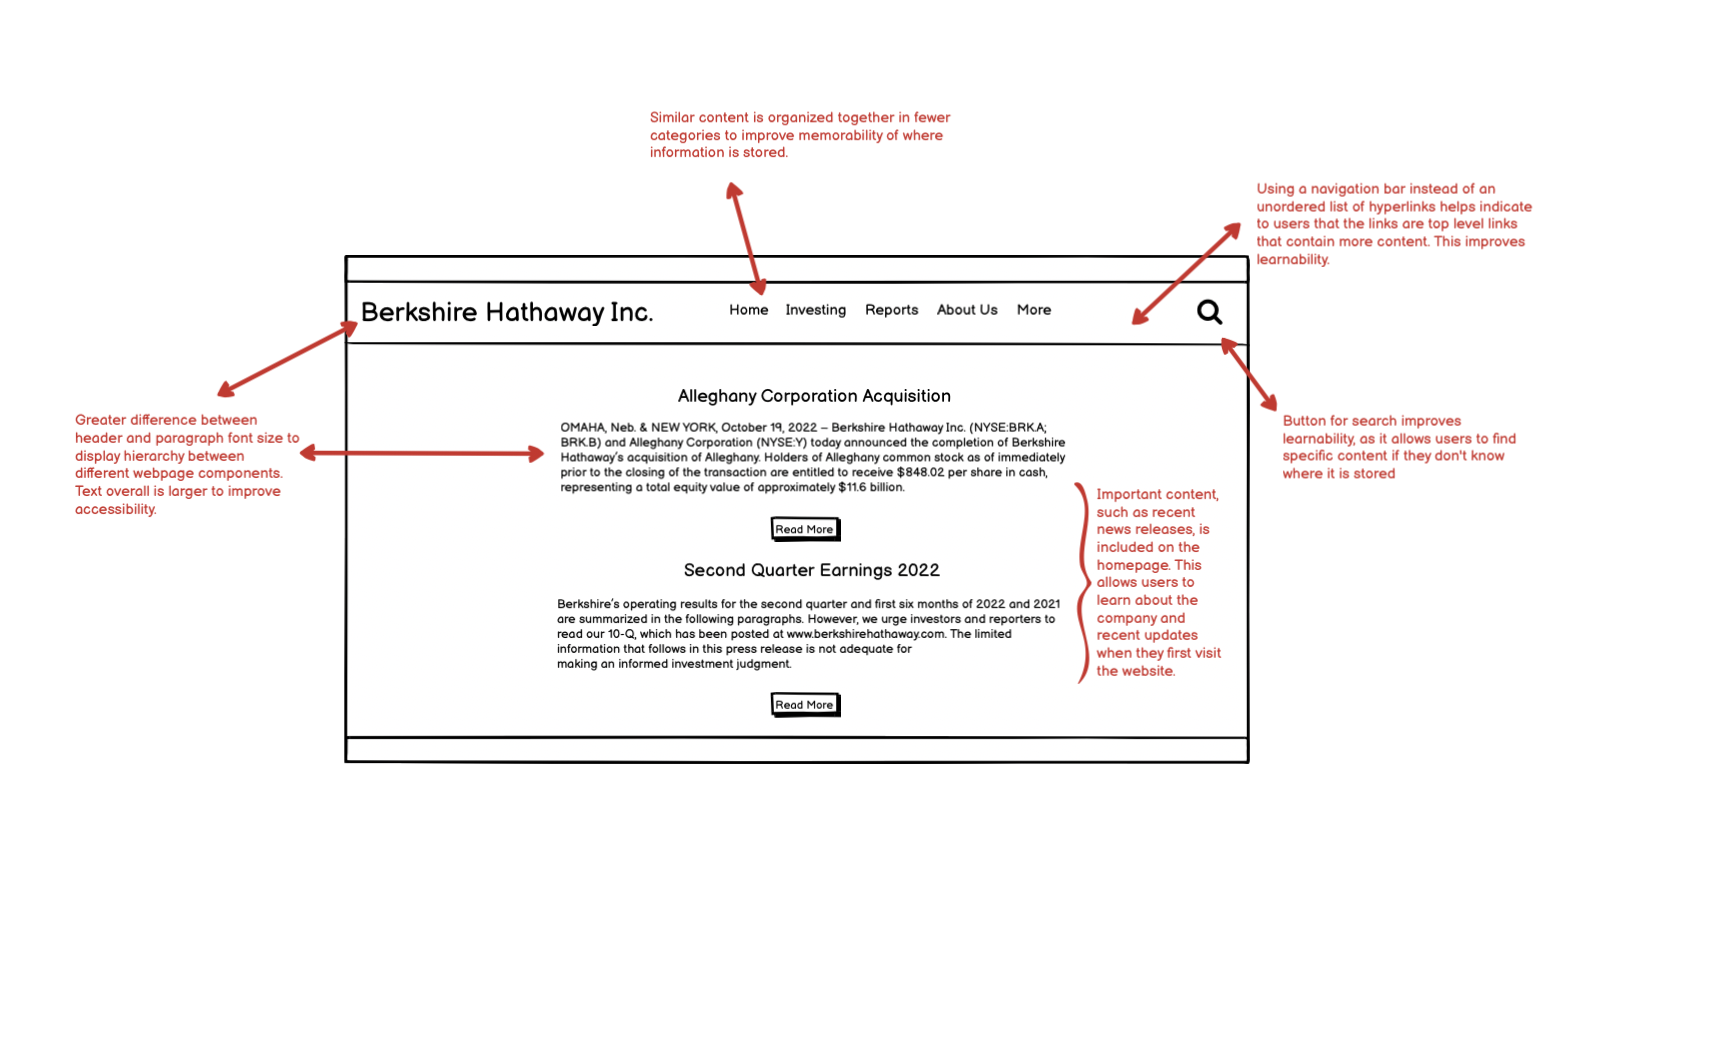 Similar content is organized together in fewer
categories to improve memorability of where
information is stored.
Using a navigation bar instead of an
unordered list of hyperlinks helps indicate
to users that the links are top level links
that contain more content. This improves
learnability.
Berkshire Hathaway Inc.
Home Investing Reports About Us More
Greater difference between
header and paragraph font size to
display hierarchy between
different webpage components.
Text overall is larger to improve
accessibility.
Alleghany Corporation Acquisition
OMAHA, Neb. & NEW YORK, October 19, 2022 – Berkshire Hathaway Inc. (NYSE:BRK.A;
BRK.B) and Alleghany Corporation (NYSE:Y) today announced the completion of Berkshire
Hathaway's acquisition of Alleghany. Holders of Alleghany common stock as of immediately
prior to the closing of the transaction are entitled to receive $848.02 per share in cash,
representing a total equity value of approximately $11.6 billion.
Read More
Button for search improves
learnability, as it allows users to find
specific content if they don't know
where it is stored
Second Quarter Earnings 2022
Berkshire's operating results for the second quarter and first six months of 2022 and 2021
are summarized in the following paragraphs. However, we urge investors and reporters to
read our 10-Q, which has been posted at www.berkshirehathaway.com. The limited
information that follows in this press release is not adequate for
making an informed investment judgment.
Read More
Important content,
such as recent
news releases, is
included on the
homepage. This
allows users to
learn about the
company and
recent updates
when they first visit
the website.